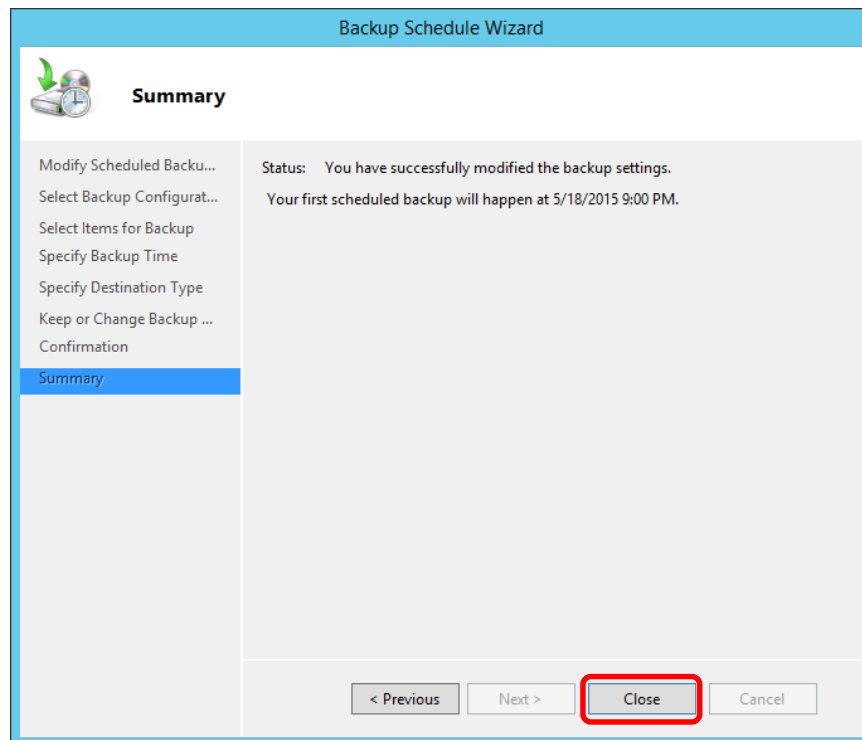 Backup Schedule Wizard
Summary
Modify Scheduled Backu...
Select Backup Configurat...
Select Items for Backup
Specify Backup Time
Specify Destination Type
Keep or Change Backup ...
Confirmation
Summary
Status: You have successfully modified the backup settings.
Your first scheduled backup will happen at 5/18/2015 9:00 PM.
< Previous
Next >
Close
Cancel